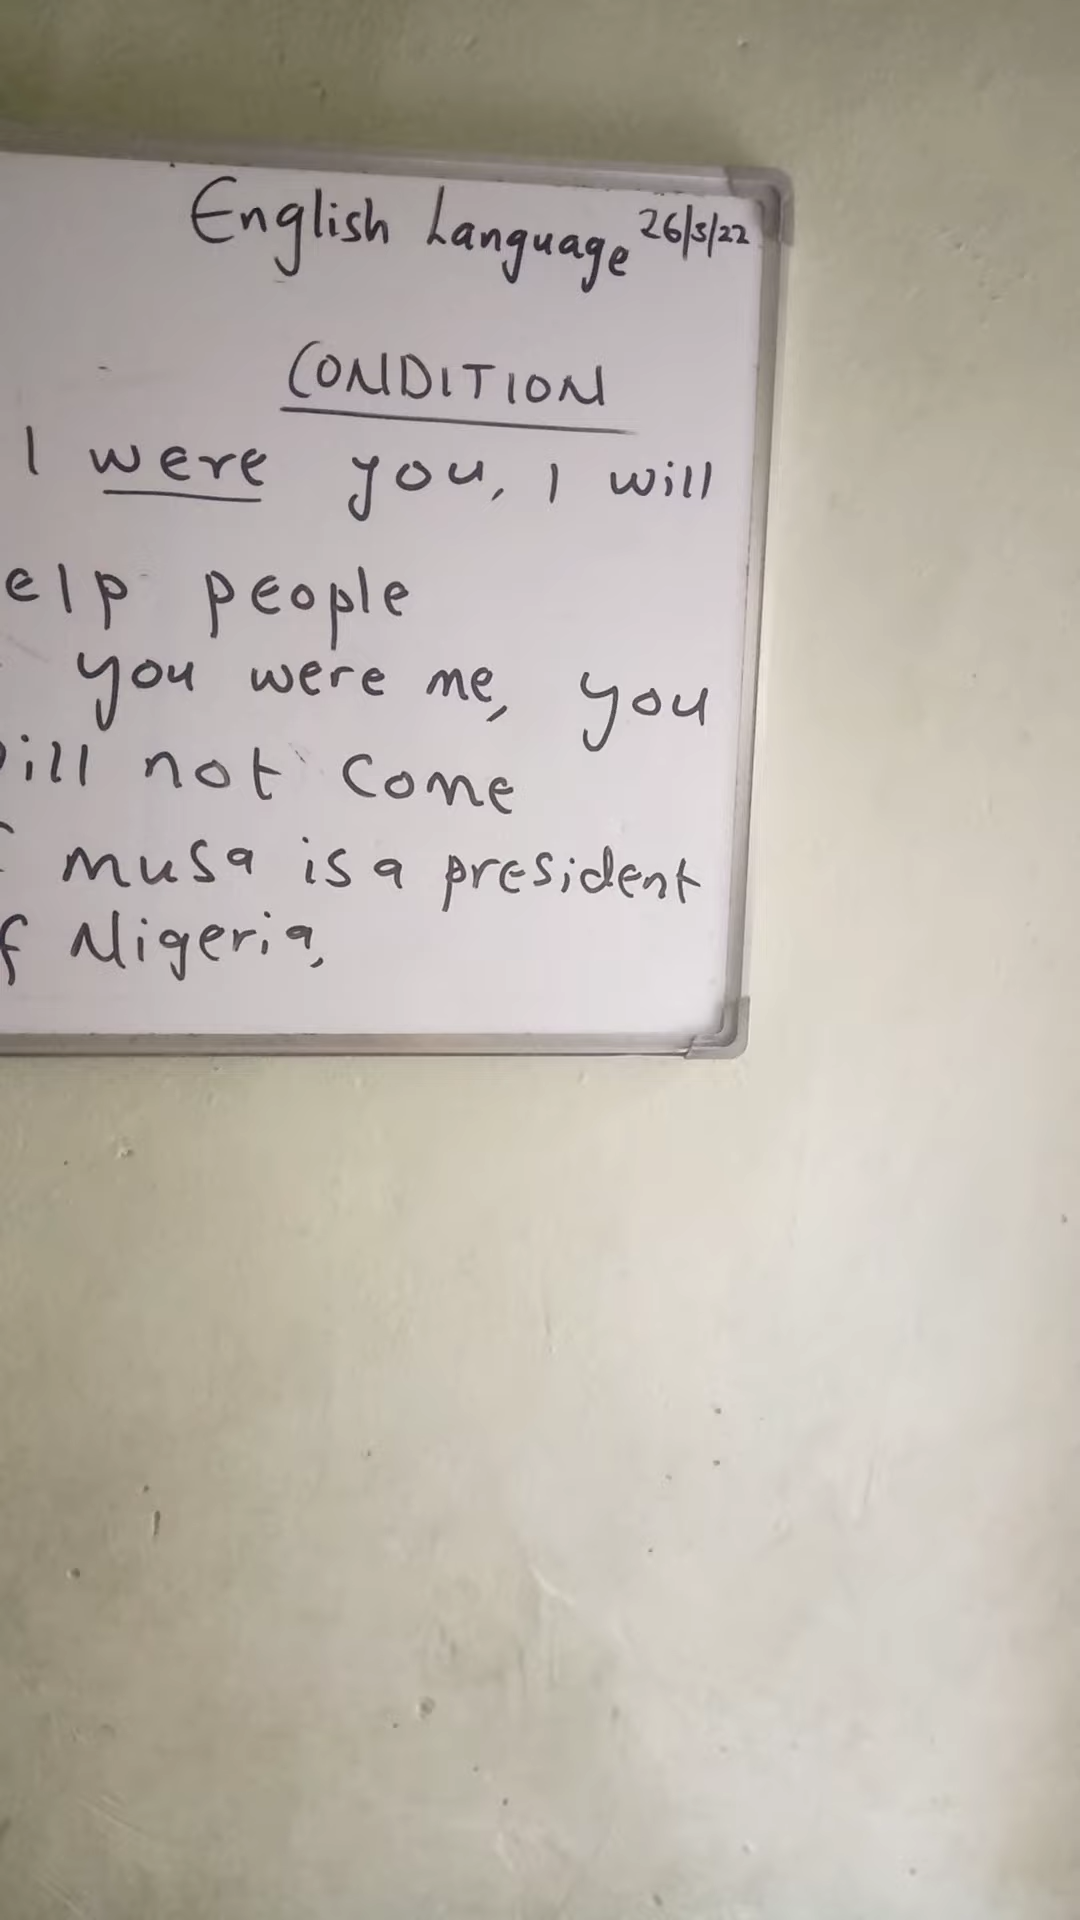 English Language 26/5/22
CONDITION
I were you, I will
elp people
you were me, you
ill not come
musa is a president
f Nigeria,